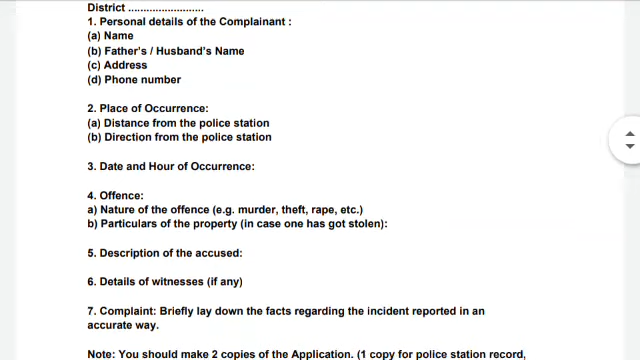 District ........................
1. Personal details of the Complainant :
(a) Name
(b) Father's / Husband's Name
(c) Address
(d) Phone number
2. Place of Occurrence:
(a) Distance from the police station
(b) Direction from the police station
3. Date and Hour of Occurrence:
4. Offence:
a) Nature of the offence (e.g. murder, theft, rape, etc.)
b) Particulars of the property (in case one has got stolen):
5. Description of the accused:
6. Details of witnesses (if any)
7. Complaint: Briefly lay down the facts regarding the incident reported in an
accurate way.
Note: You should make 2 copies of the Application. (1 copy for police station record,